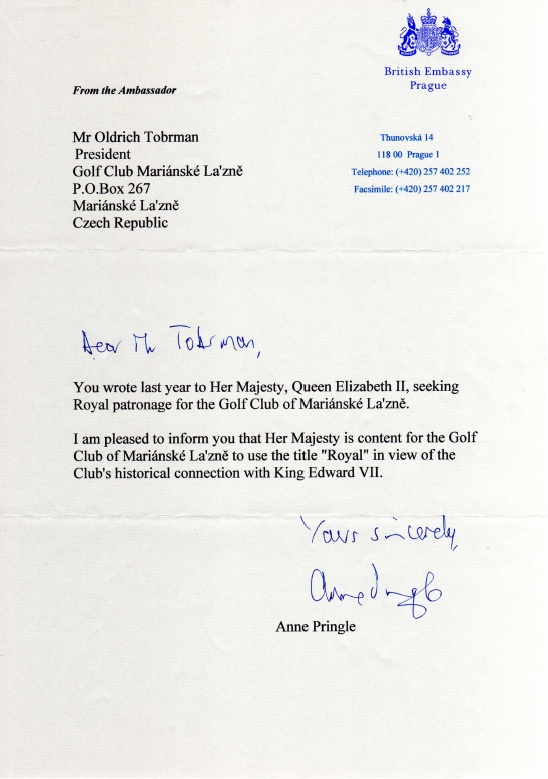 British Embassy
Prague
From the Ambassador
Mr Oldrich Tobrman
President
Golf Club Mariánské La'zně
P.O.Box 267
Mariánské La'zně
Czech Republic
Thunovská 14
118 00 Prague 1
Telephone: (+420) 257 402 252
Facsimile: (+420) 257 402 217
Dear Mr Tobrman,
You wrote last year to Her Majesty, Queen Elizabeth II, seeking
Royal patronage for the Golf Club of Mariánské La'zně.
I am pleased to inform you that Her Majesty is content for the Golf
Club of Mariánské La'zně to use the title "Royal" in view of the
Club's historical connection with King Edward VII.
Yours sincerely,
Anne Pringle
Anne Pringle